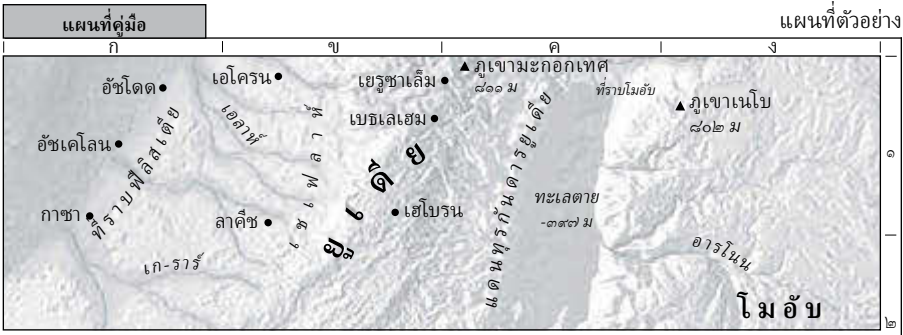 แผนที่คู่มือ
แผนที่ตัวอย่าง
ก ข ค ง
อัชโดด
เอโครน
เยรูซาเล็ม
ภูเขามะกอกเทศ
๘๑๑ ม
ที่ราบโมอับ
ภูเขาเนโบ
๘๐๒ ม
เอลาห์
เบธเลเฮม
อัชเคโลน
ที่ราบฟีลิสเตีย
เชเฟลาห์
ยูเดีย
แดนทุรกันดารยูเดีย
๑
กาซา
ลาคีช
เฮโบรน
ทะเลตาย
-๓๙๗ ม
เก-ราร์
อารโนน
โมอับ
๒